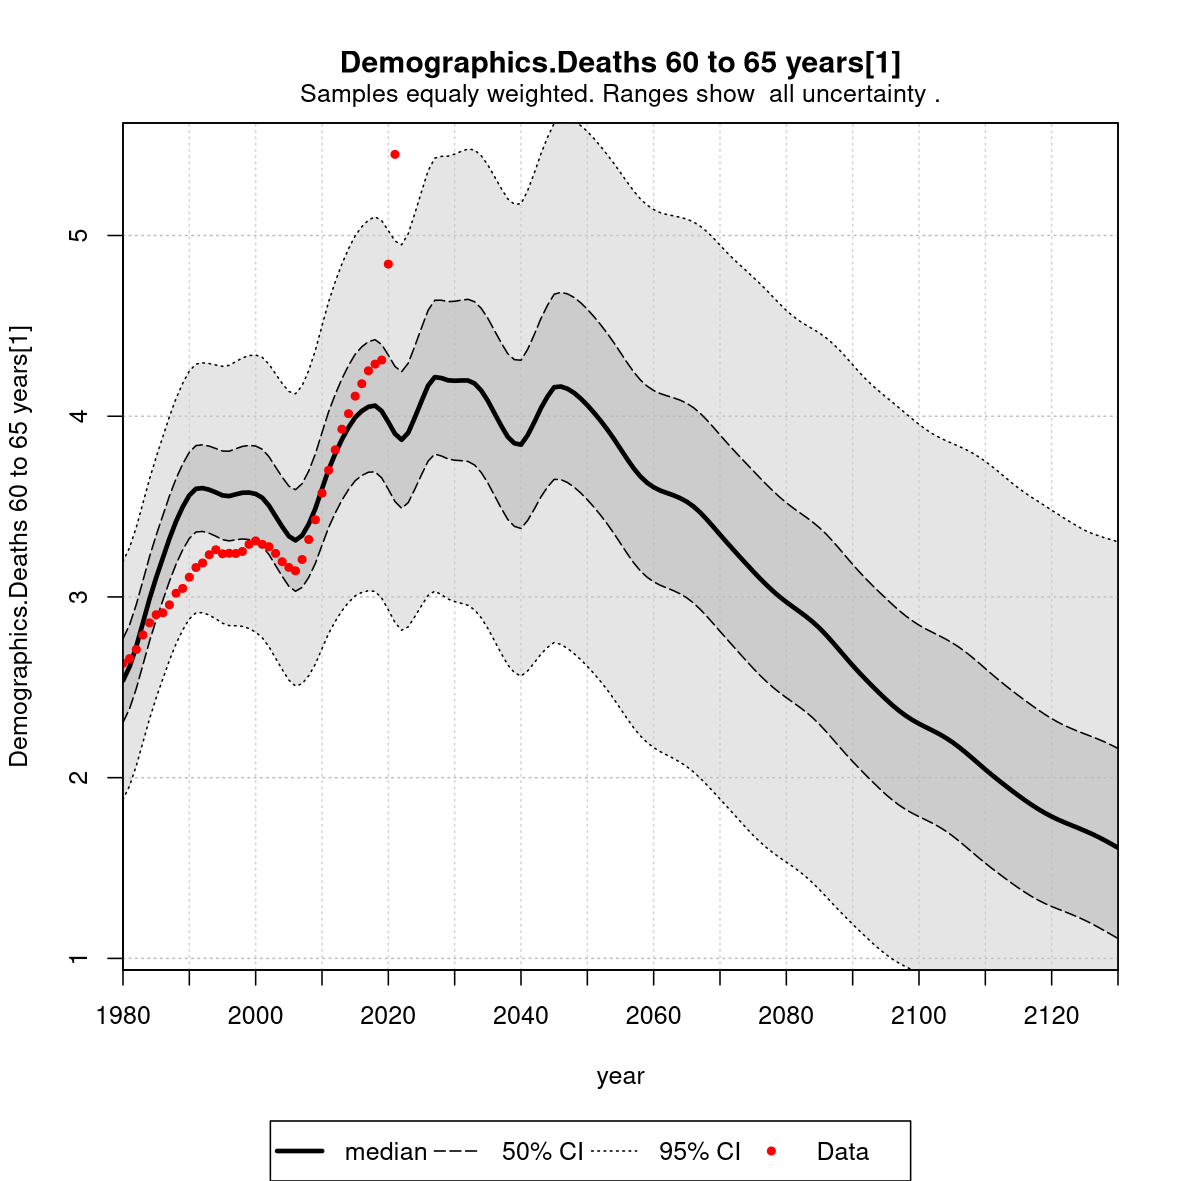 Demographics.Deaths 60 to 65 years[1]
Samples equaly weighted. Ranges show  all uncertainty .
Demographics.Deaths 60 to 65 years[1]
5
4
3
2
1
1980 2000 2020 2040 2060 2080 2100 2120
year
median 50% CI 95% CI Data